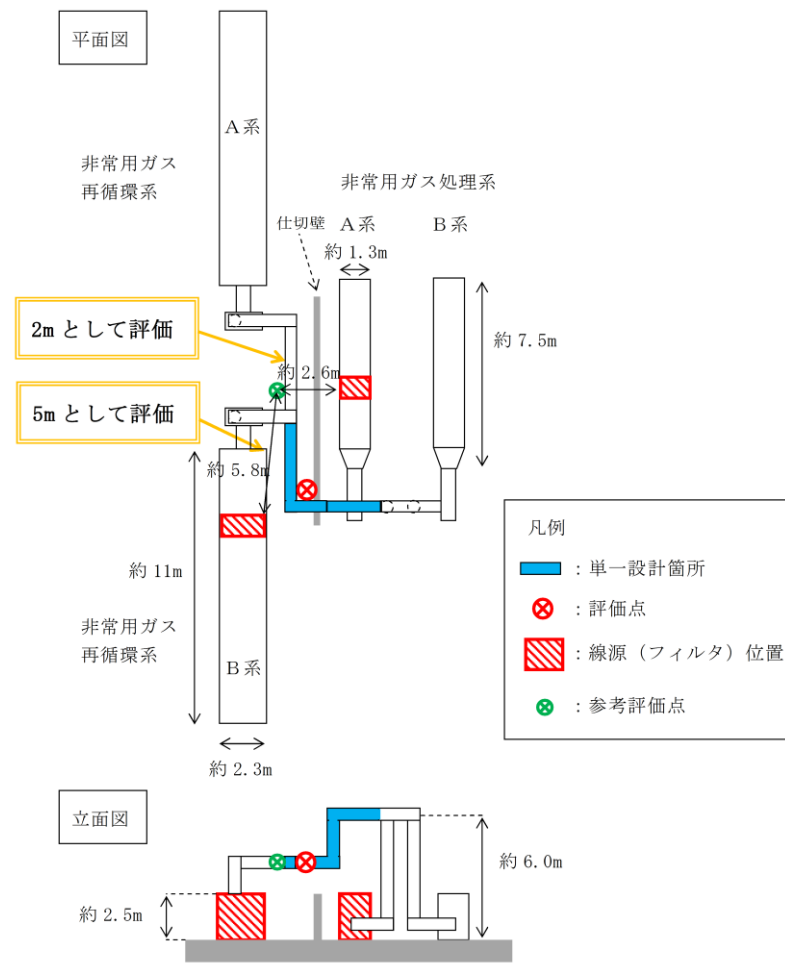 平面図
A系
非常用ガス
再循環系
非常用ガス処理系
仕切壁
A系
B系
約 1.3m
2m として評価
約 2.6m
約 7.5m
5m として評価
約 5.8m
約 11m
非常用ガス
再循環系
B系
約 2.3m
凡例
：単一設計箇所
：評価点
：線源（フィルタ）位置
：参考評価点
立面図
約 6.0m
約 2.5m